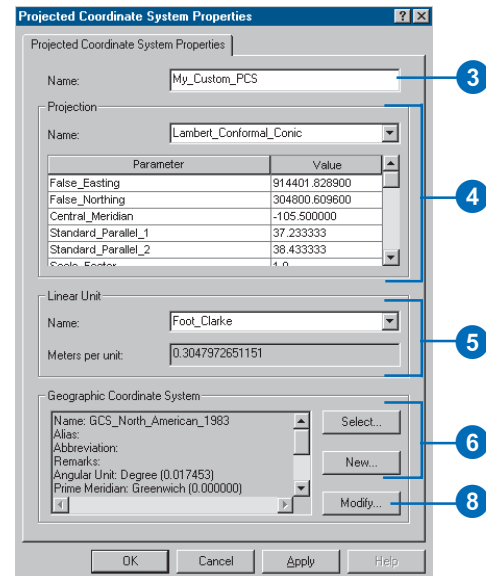 Projected Coordinate System Properties
Projected Coordinate System Properties
Name: My_Custom_PCS
3
Projection
Name: Lambert_Conformal_Conic
Parameter Value
False_Easting 914401.828900
False_Northing 304800.609600
4
Central_Meridian -105.500000
Standard_Parallel_1 37.233333
Standard_Parallel_2 38.433333
Scale_Factor 1.0
Linear Unit
Name: Foot_Clarke
5
Meters per unit: 0.3047972651151
Geographic Coordinate System
Name: GCS_North_American_1983
Alias:
Abbreviation:
Remarks:
Angular Unit: Degree (0.017453)
Prime Meridian: Greenwich (0.000000)
Select...
6
New...
Modify...
8
OK Cancel Apply Help